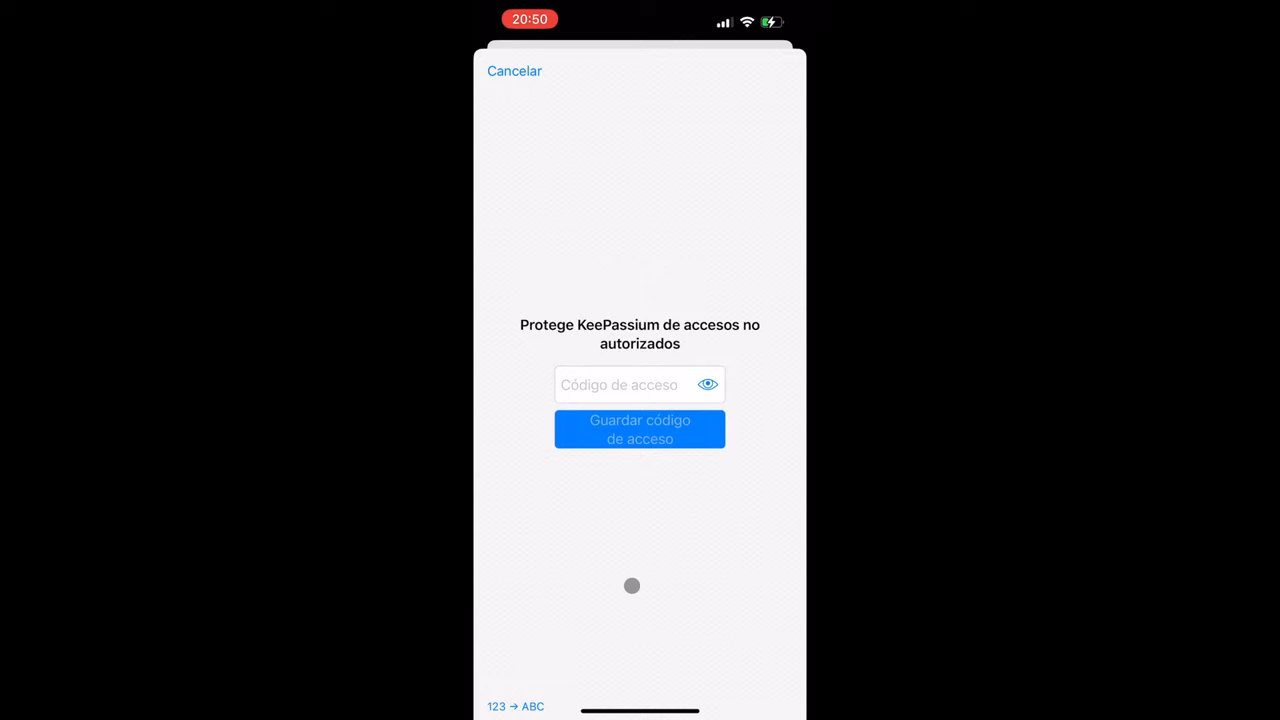 20:50
Cancelar
Protege KeePassium de accesos no
autorizados
Código de acceso
Guardar código
de acceso
123 → ABC